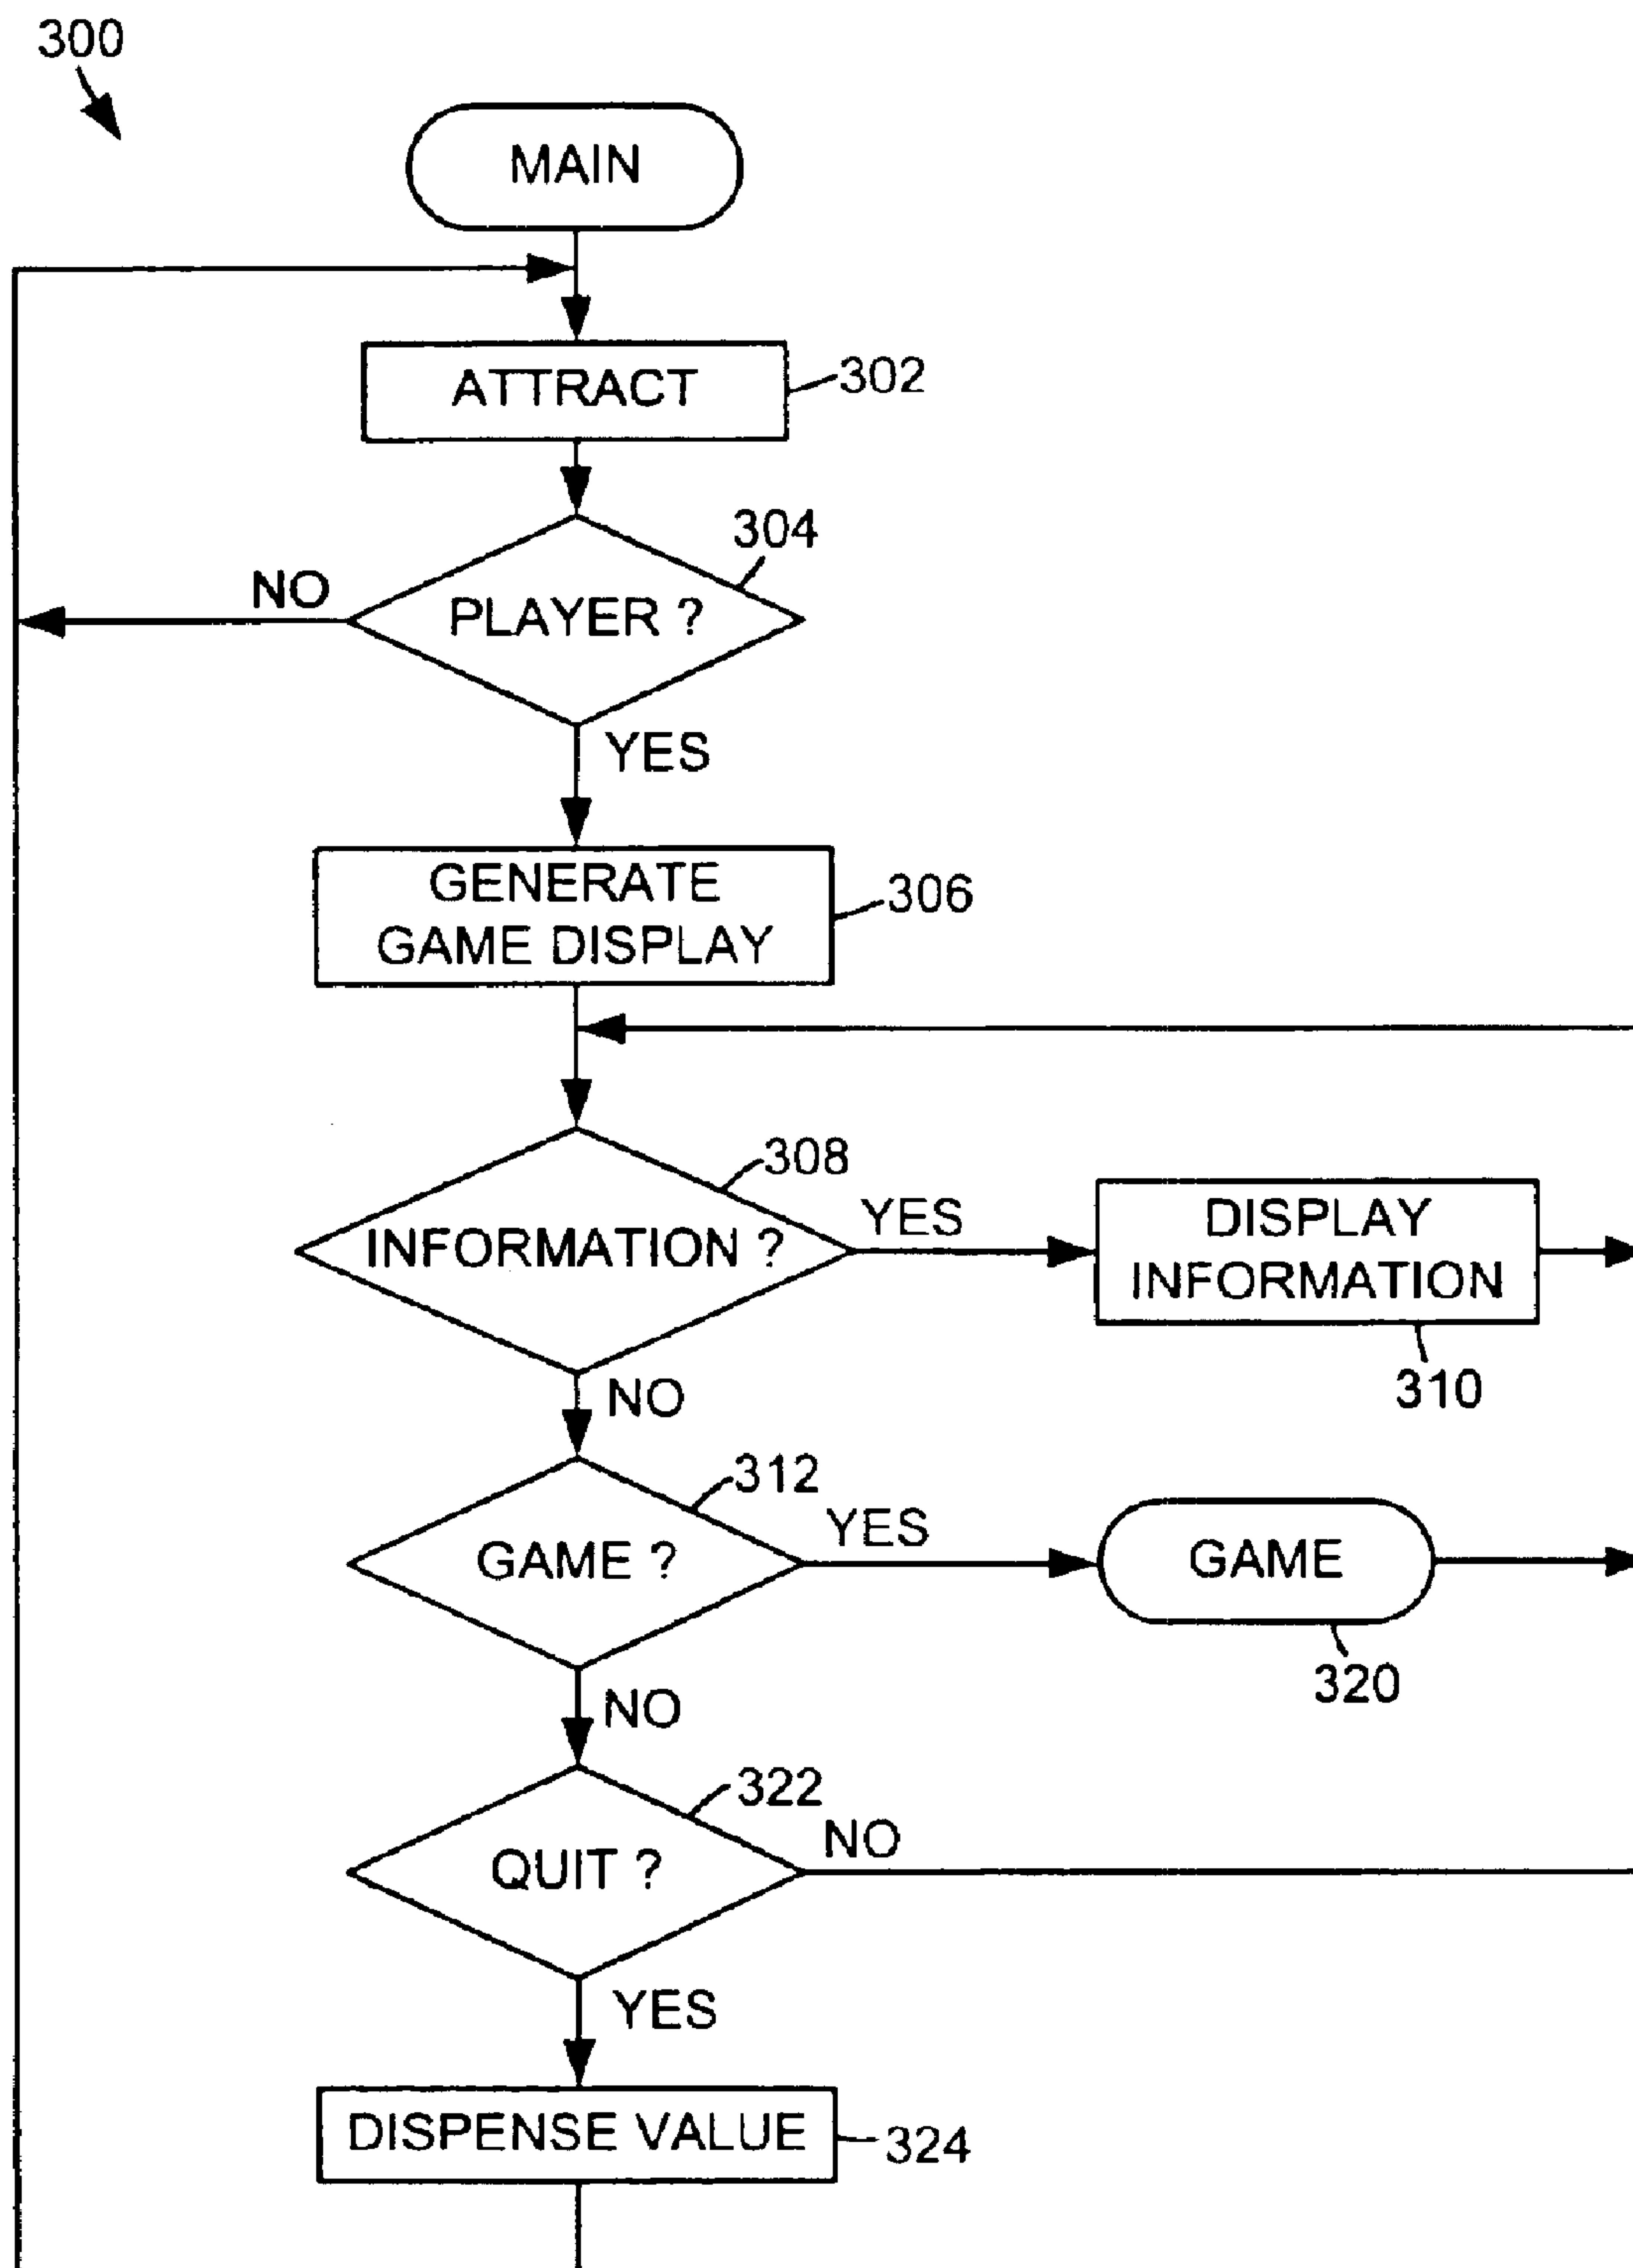 300
MAIN
ATTRACT
302
304
NO
PLAYER ?
YES
GENERATE
GAME DISPLAY
306
308
INFORMATION ?
YES
DISPLAY
INFORMATION
310
NO
312
GAME ?
YES
GAME
320
NO
322
QUIT ?
NO
YES
DISPENSE VALUE
324